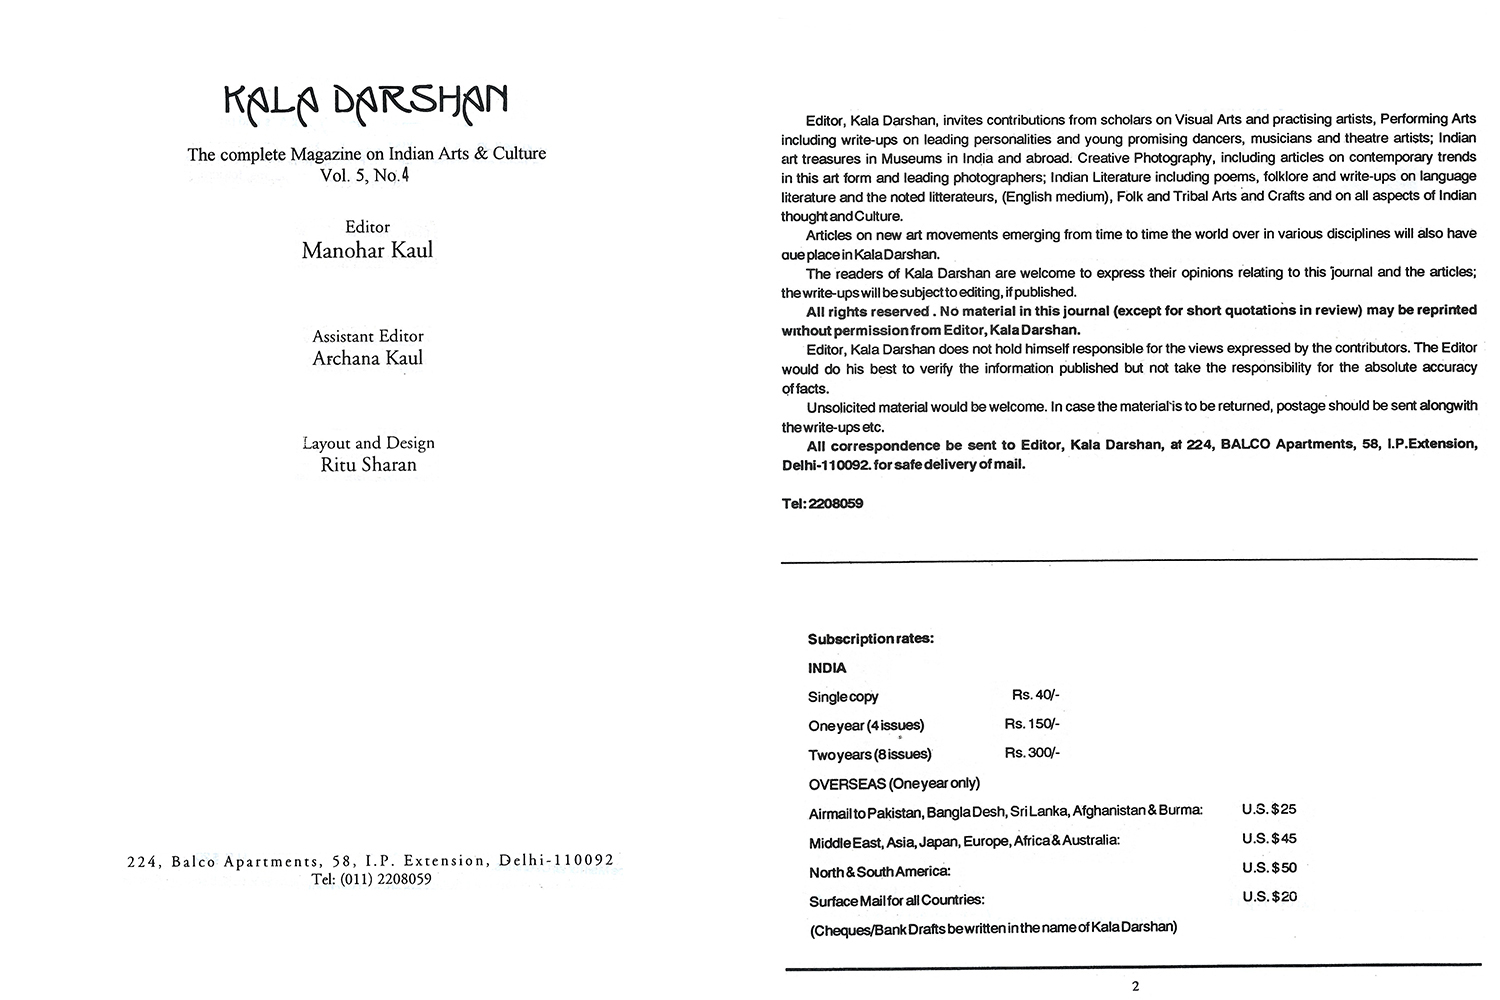 KALA DARSHAN
The complete Magazine on Indian Arts & Culture
Vol. 5, No.4
Editor
Manohar Kaul
Assistant Editor
Archana Kaul
Layout and Design
Ritu Sharan
224, Balco Apartments, 58, I.P. Extension, Delhi-110092
Tel: (011) 2208059
Editor, Kala Darshan, invites contributions from scholars on Visual Arts and practising artists, Performing Arts
including write-ups on leading personalities and young promising dancers, musicians and theatre artists; Indian
art treasures in Museums in India and abroad. Creative Photography, including articles on contemporary trends
in this art form and leading photographers; Indian Literature including poems, folklore and write-ups on language
literature and the noted litterateurs, (English medium), Folk and Tribal Arts and Crafts and on all aspects of Indian
thought and Culture.
Articles on new art movements emerging from time to time the world over in various disciplines will also have
due place in Kala Darshan.
The readers of Kala Darshan are welcome to express their opinions relating to this journal and the articles;
the write-ups will be subject to editing, if published.
All rights reserved . No material in this journal (except for short quotations in review) may be reprinted
without permission from Editor, Kala Darshan.
Editor, Kala Darshan does not hold himself responsible for the views expressed by the contributors. The Editor
would do his best to verify the information published but not take the responsibility for the absolute accuracy
of facts.
Unsolicited material would be welcome. In case the material is to be returned, postage should be sent alongwith
the write-ups etc.
All correspondence be sent to Editor, Kala Darshan, at 224, BALCO Apartments, 58, I.P.Extension,
Delhi-110092. for safe delivery of mail.
Tel: 2208059
Subscription rates:
INDIA
Single copy Rs. 40/-
One year (4 issues) Rs. 150/-
Two years (8 issues) Rs. 300/-
OVERSEAS (One year only)
Airmail to Pakistan, Bangla Desh, Sri Lanka, Afghanistan & Burma: U.S. $25
Middle East, Asia, Japan, Europe, Africa & Australia: U.S. $45
North & South America: U.S. $50
Surface Mail for all Countries: U.S. $20
(Cheques/Bank Drafts be written in the name of Kala Darshan)
2